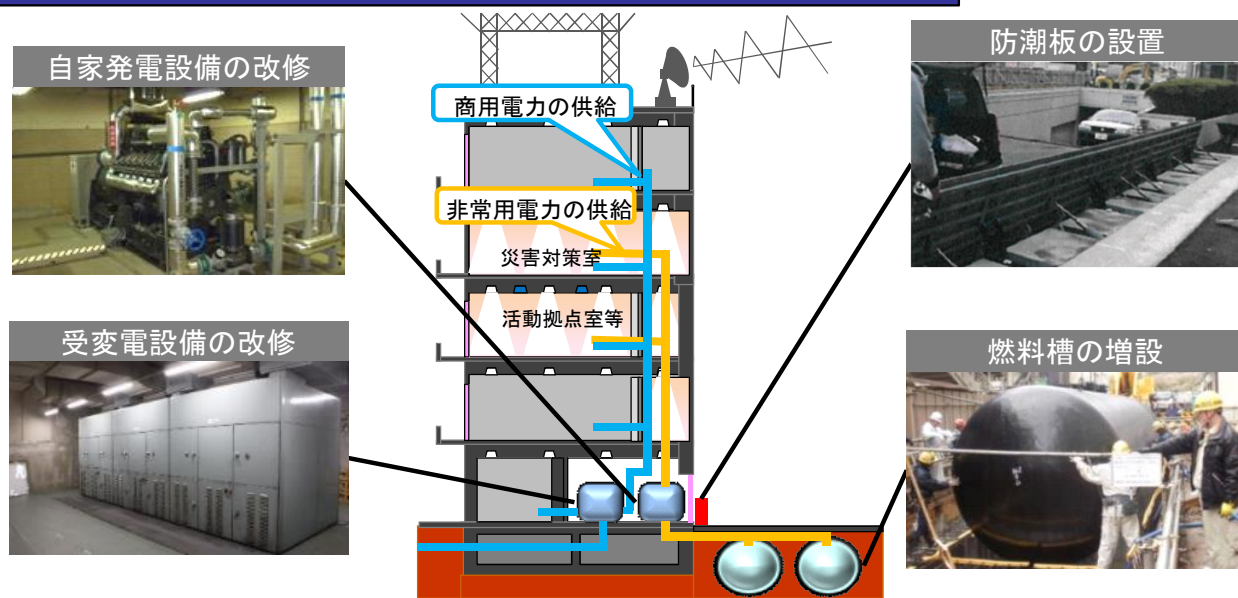 自家発電設備の改修
防潮板の設置
商用電力の供給
非常用電力の供給
災害対策室
活動拠点室等
受変電設備の改修
燃料槽の増設